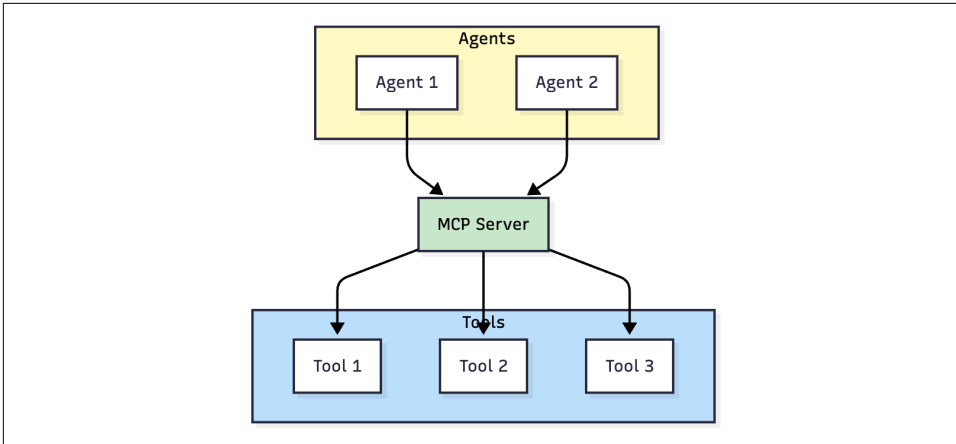 Agents
Agent 1
Agent 2
MCP Server
Tools
Tool 1
Tool 2
Tool 3